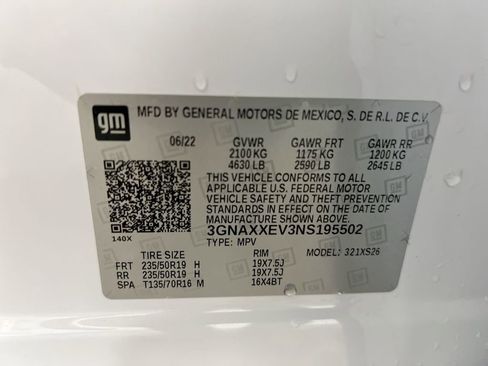 gm
MFD BY GENERAL MOTORS DE MEXICO, S. DE R.L. DE C.V.
06/22 GVWR GAWR FRT GAWR RR
2100 KG 1175 KG 1200 KG
4630 LB 2590 LB 2645 LB
THIS VEHICLE CONFORMS TO ALL
APPLICABLE U.S. FEDERAL MOTOR
VEHICLE SAFETY AND THEFT
PREVENTION STANDARDS IN EFFECT
ON THE DATE OF MANUFACTURE
SHOWN ABOVE.
3GNAXXEV3NS195502
140X TYPE: MPV MODEL: 321XS26
TIRE SIZE RIM
FRT 235/50R19 H 19X7.5J
RR 235/50R19 H 19X7.5J
SPA T135/70R16 M 16X4BT